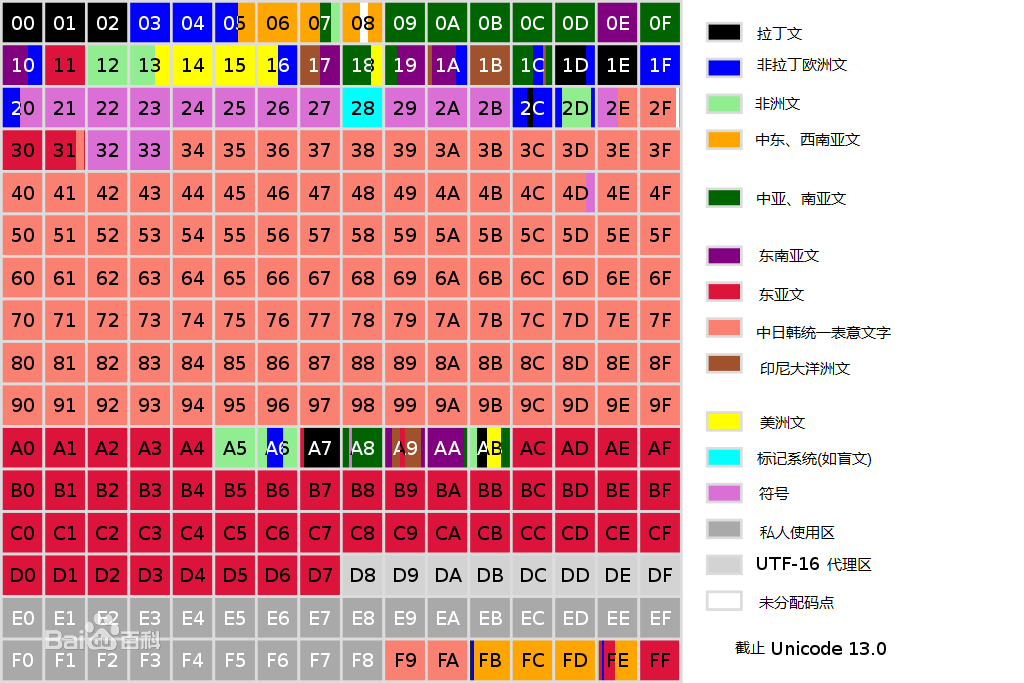 00 01 02 03 04 05 06 07 08 09 0A 0B 0C 0D 0E 0F
10 11 12 13 14 15 16 17 18 19 1A 1B 1C 1D 1E 1F
20 21 22 23 24 25 26 27 28 29 2A 2B 2C 2D 2E 2F
30 31 32 33 34 35 36 37 38 39 3A 3B 3C 3D 3E 3F
40 41 42 43 44 45 46 47 48 49 4A 4B 4C 4D 4E 4F
50 51 52 53 54 55 56 57 58 59 5A 5B 5C 5D 5E 5F
60 61 62 63 64 65 66 67 68 69 6A 6B 6C 6D 6E 6F
70 71 72 73 74 75 76 77 78 79 7A 7B 7C 7D 7E 7F
80 81 82 83 84 85 86 87 88 89 8A 8B 8C 8D 8E 8F
90 91 92 93 94 95 96 97 98 99 9A 9B 9C 9D 9E 9F
A0 A1 A2 A3 A4 A5 A6 A7 A8 A9 AA AB AC AD AE AF
B0 B1 B2 B3 B4 B5 B6 B7 B8 B9 BA BB BC BD BE BF
C0 C1 C2 C3 C4 C5 C6 C7 C8 C9 CA CB CC CD CE CF
D0 D1 D2 D3 D4 D5 D6 D7 D8 D9 DA DB DC DD DE DF
E0 E1 E2 E3 E4 E5 E6 E7 E8 E9 EA EB EC ED EE EF
F0 F1 F2 F3 F4 F5 F6 F7 F8 F9 FA FB FC FD FE FF
Baidu百科
拉丁文
非拉丁欧洲文
非洲文
中东、西南亚文
中亚、南亚文
东南亚文
东亚文
中日韩统一表意文字
印尼大洋洲文
美洲文
标记系统(如盲文)
符号
私人使用区
UTF-16 代理区
未分配码点
截止 Unicode 13.0